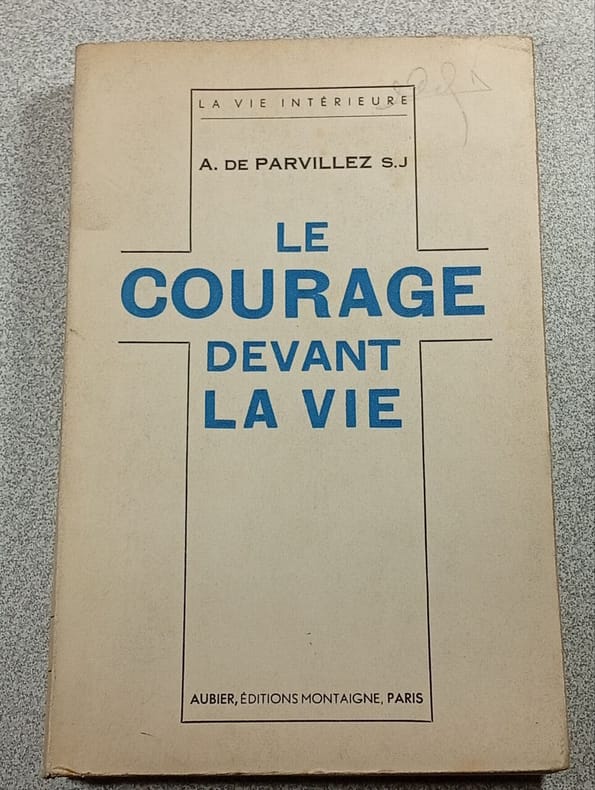 LA VIE INTÉRIEURE
A. DE PARVILLEZ S.J
LE
COURAGE
DEVANT
LA VIE
AUBIER, ÉDITIONS MONTAIGNE, PARIS